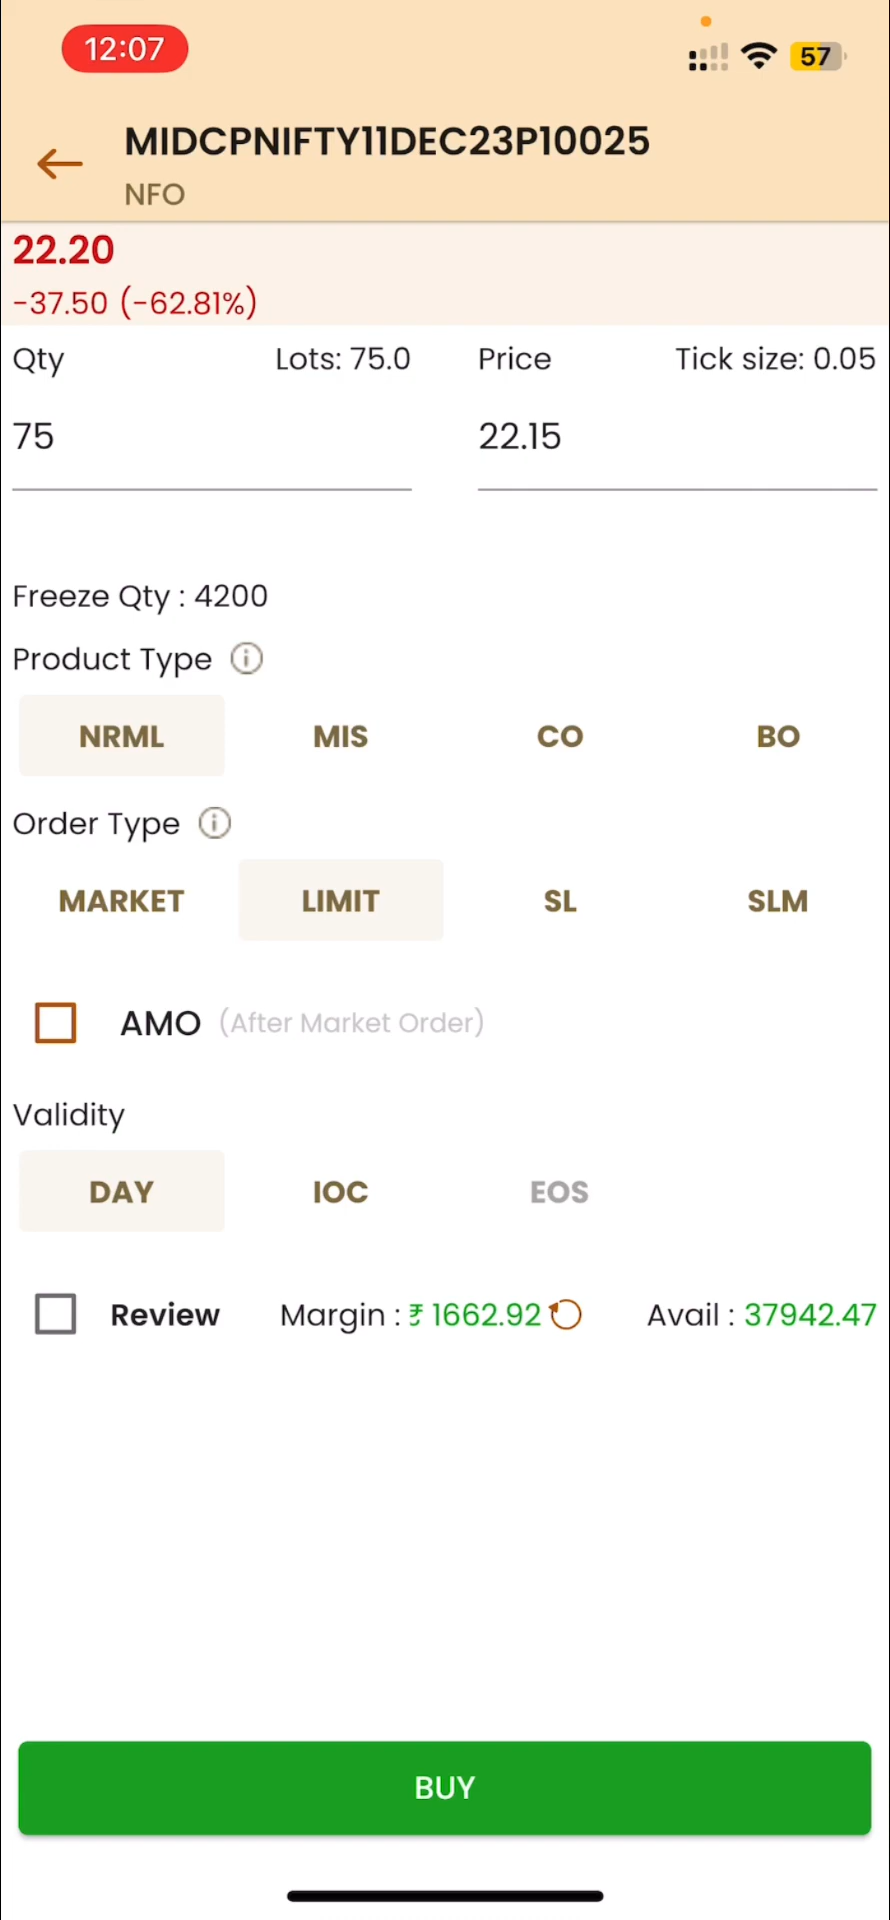 12:07
57
MIDCPNIFTY11DEC23P10025
NFO
22.20
-37.50 (-62.81%)
Qty Lots: 75.0 Price Tick size: 0.05
75 22.15
Freeze Qty : 4200
Product Type
NRML MIS CO BO
Order Type
MARKET LIMIT SL SLM
AMO (After Market Order)
Validity
DAY IOC EOS
Review Margin : ₹ 1662.92 Avail : 37942.47
BUY